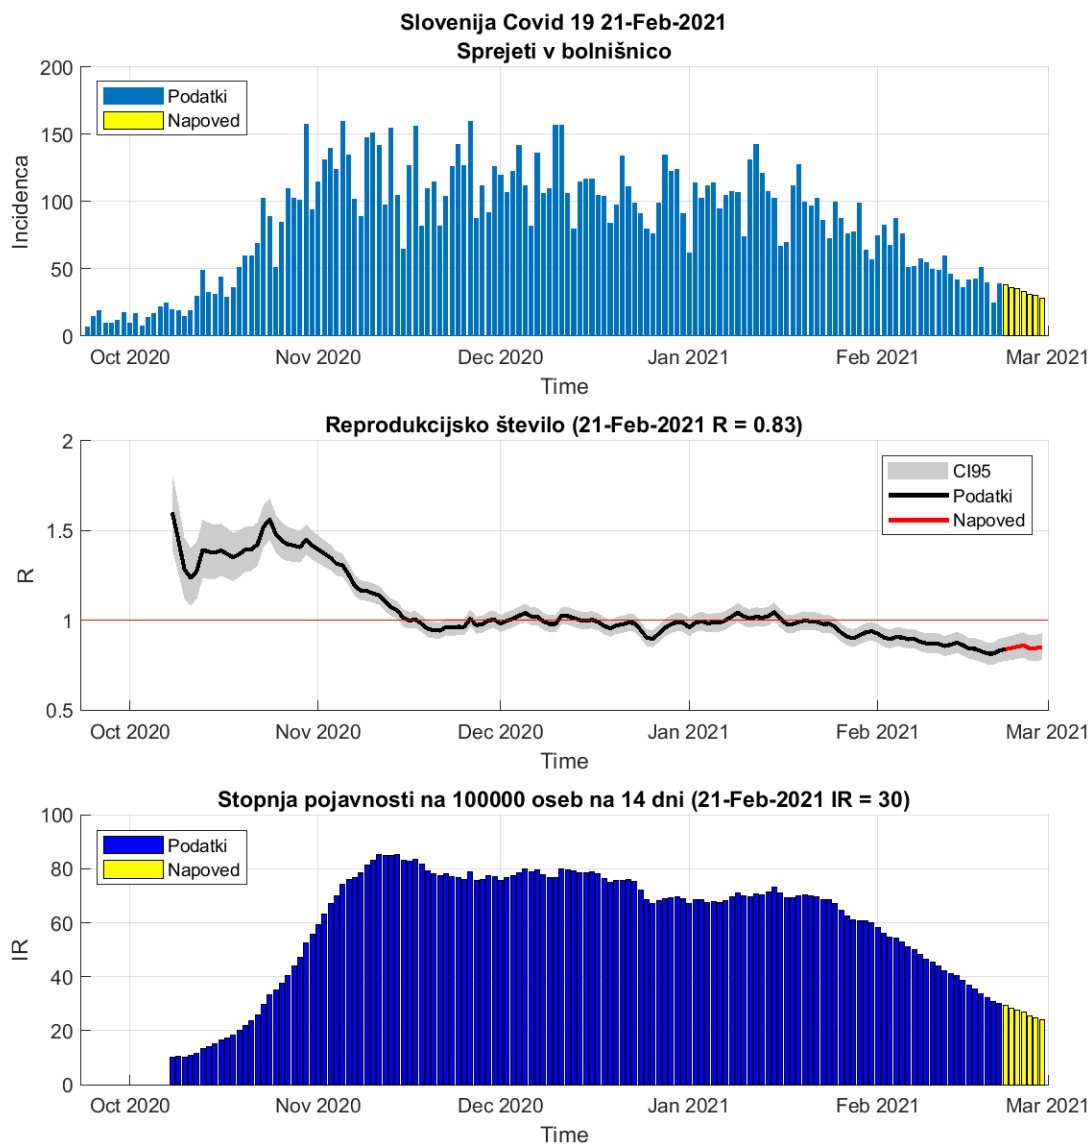 Slovenija Covid 19 21-Feb-2021
Sprejeti v bolnišnico
200
150
100
50
0
Incidenca
Podatki
Napoved
Oct 2020
Nov 2020
Dec 2020
Jan 2021
Feb 2021
Mar 2021
Time
Reprodukcijsko število (21-Feb-2021 R = 0.83)
2
1.5
1
0.5
R
CI95
Podatki
Napoved
Oct 2020
Nov 2020
Dec 2020
Jan 2021
Feb 2021
Mar 2021
Time
Stopnja pojavnosti na 100000 oseb na 14 dni (21-Feb-2021 IR = 30)
100
80
60
40
20
0
IR
Podatki
Napoved
Oct 2020
Nov 2020
Dec 2020
Jan 2021
Feb 2021
Mar 2021
Time